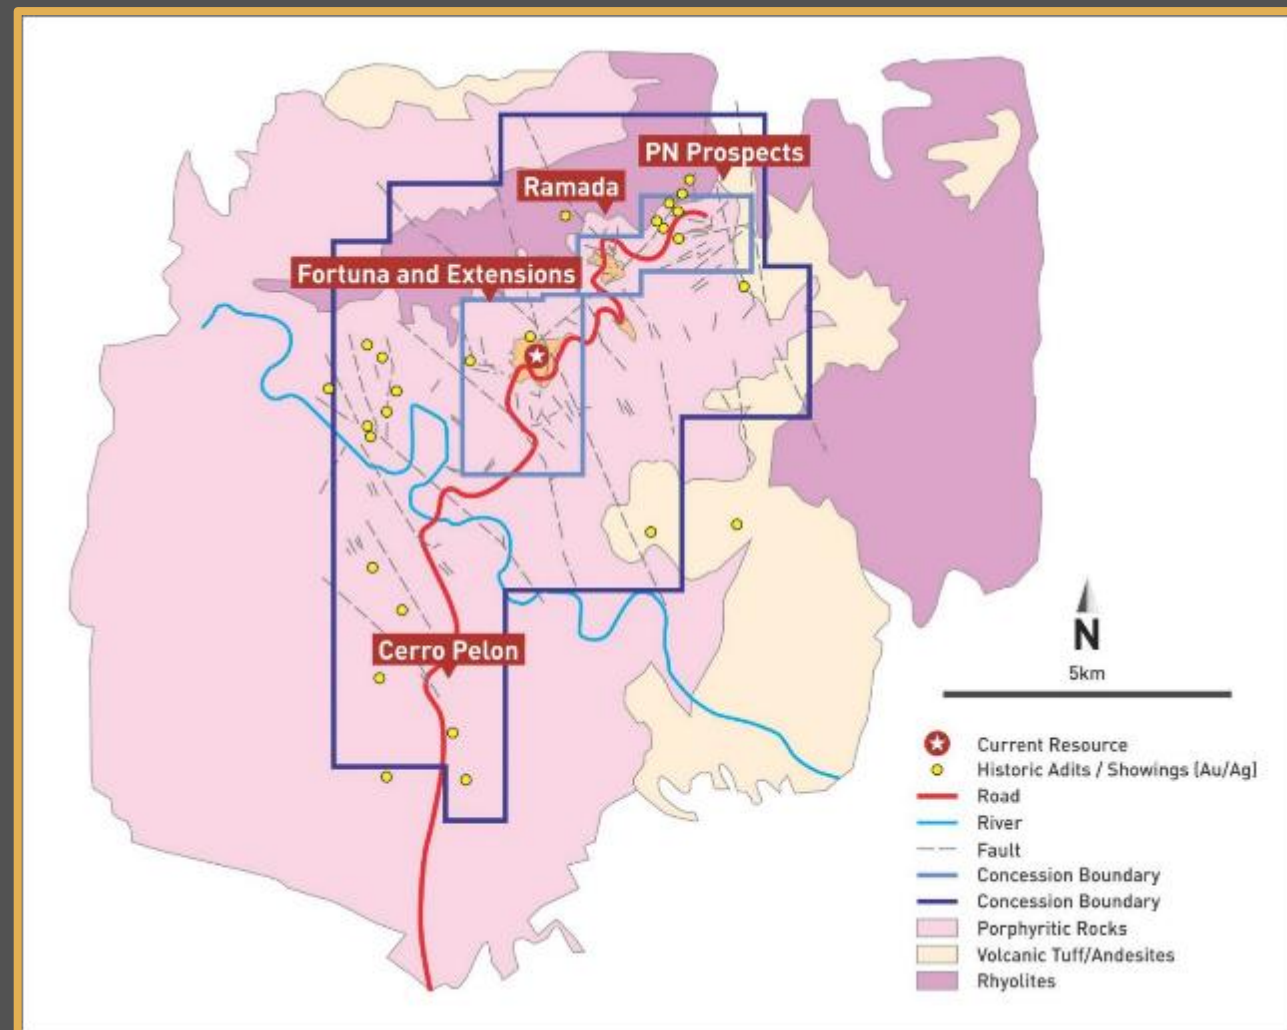 PN Prospects
Ramada
Fortuna and Extensions
Cerro Pelon
N
5km
Current Resource
Historic Adits / Showings (Au/Ag)
Road
River
Fault
Concession Boundary
Concession Boundary
Porphyritic Rocks
Volcanic Tuff/Andesites
Rhyolites